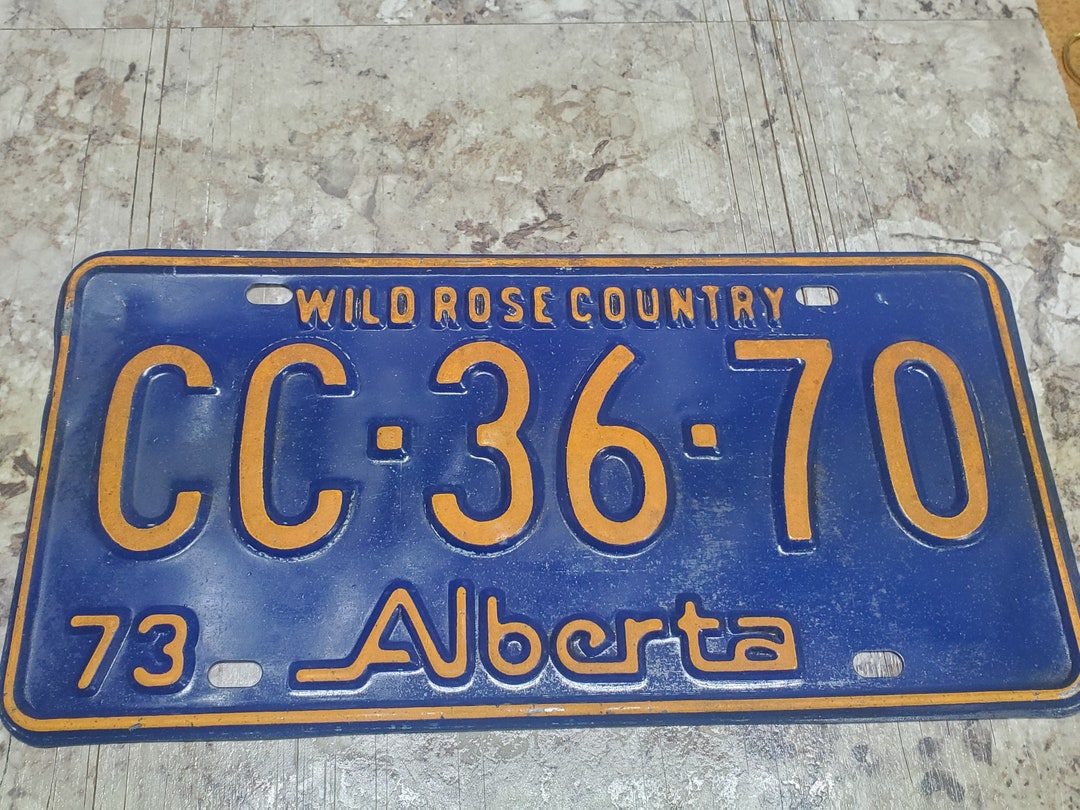 WILD ROSE COUNTRY
CC·36·70
73 Alberta